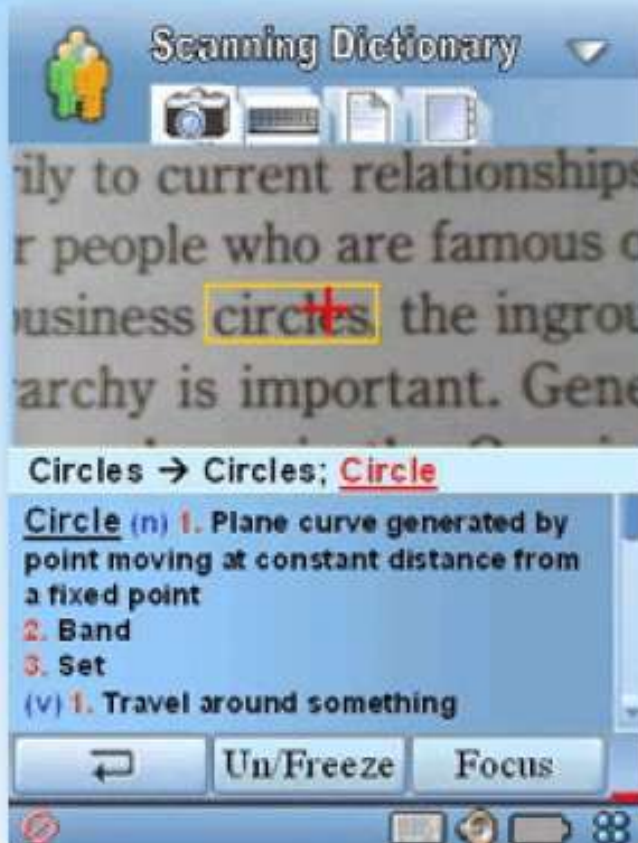 Scanning Dictionary
ily to current relationships
r people who are famous
business circles, the ingrou
archy is important. Gene
Circles → Circles; Circle
Circle (n) 1. Plane curve generated by
point moving at constant distance from
a fixed point
2. Band
3. Set
(v) 1. Travel around something
Un/Freeze Focus